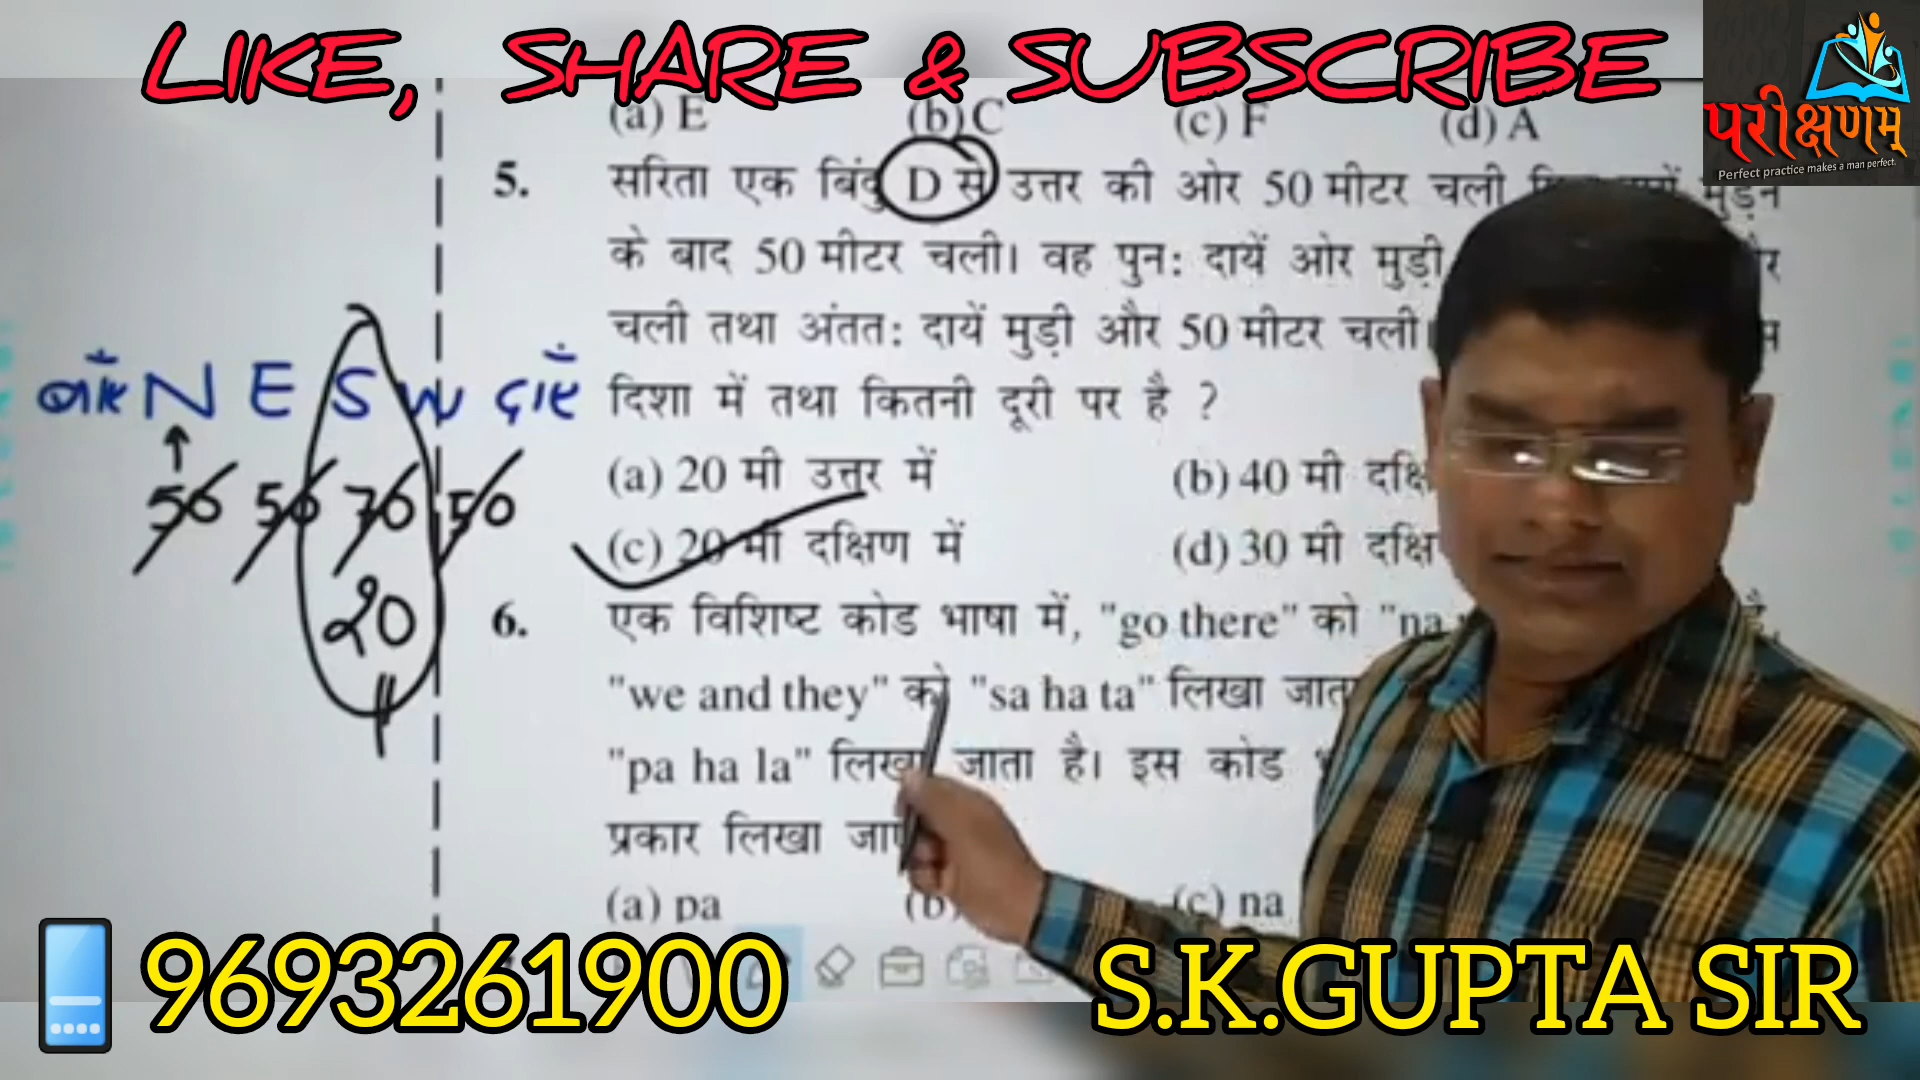 LIKE, SHARE & SUBSCRIBE
परीक्षणम्
Perfect practice makes a man perfect.
(a) E (b) C (c) F (d) A
5. सरिता एक बिंदु D से उत्तर की ओर 50 मीटर चली
के बाद 50 मीटर चली। वह पुन: दायें ओर मुड़ी
चली तथा अंतत: दायें मुड़ी और 50 मीटर चली।
दिशा में तथा कितनी दूरी पर है ?
(a) 20 मी उत्तर में (b) 40 मी
(c) 20 मी दक्षिण में (d) 30 मी
बाँए N E S W दाएँ
50 50 70 50
20
6. एक विशिष्ट कोड भाषा में, "go there" को "na है,
"we and they" को "sa ha ta" लिखा
"pa ha la" लिखा जाता है। इस कोड
प्रकार लिखा
(a) pa (b) (c) na
9693261900
S.K.GUPTA SIR